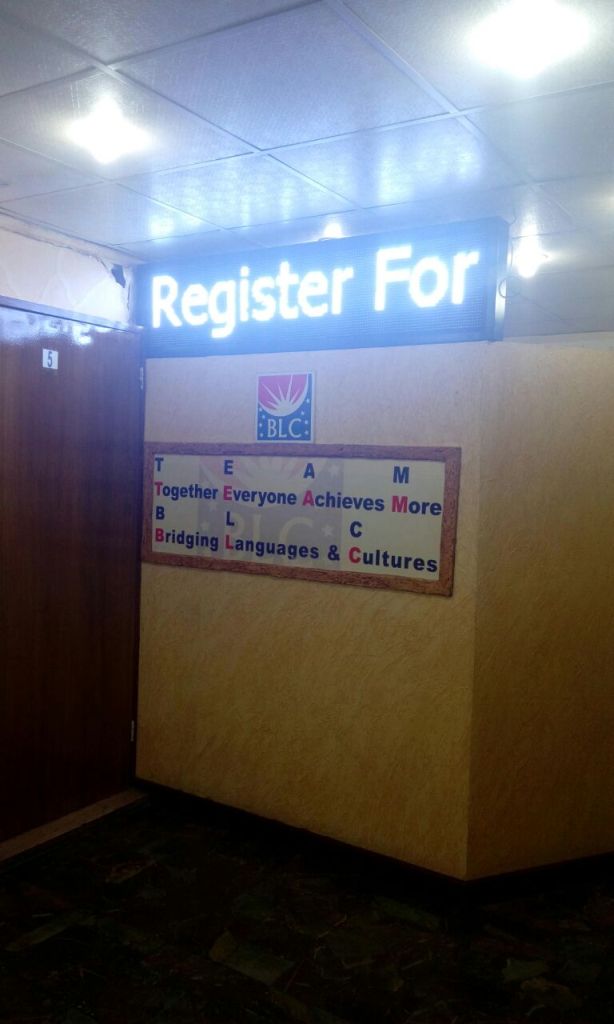 Register For
5
BLC
T E A M
Together Everyone Achieves More
B L C
Bridging Languages & Cultures